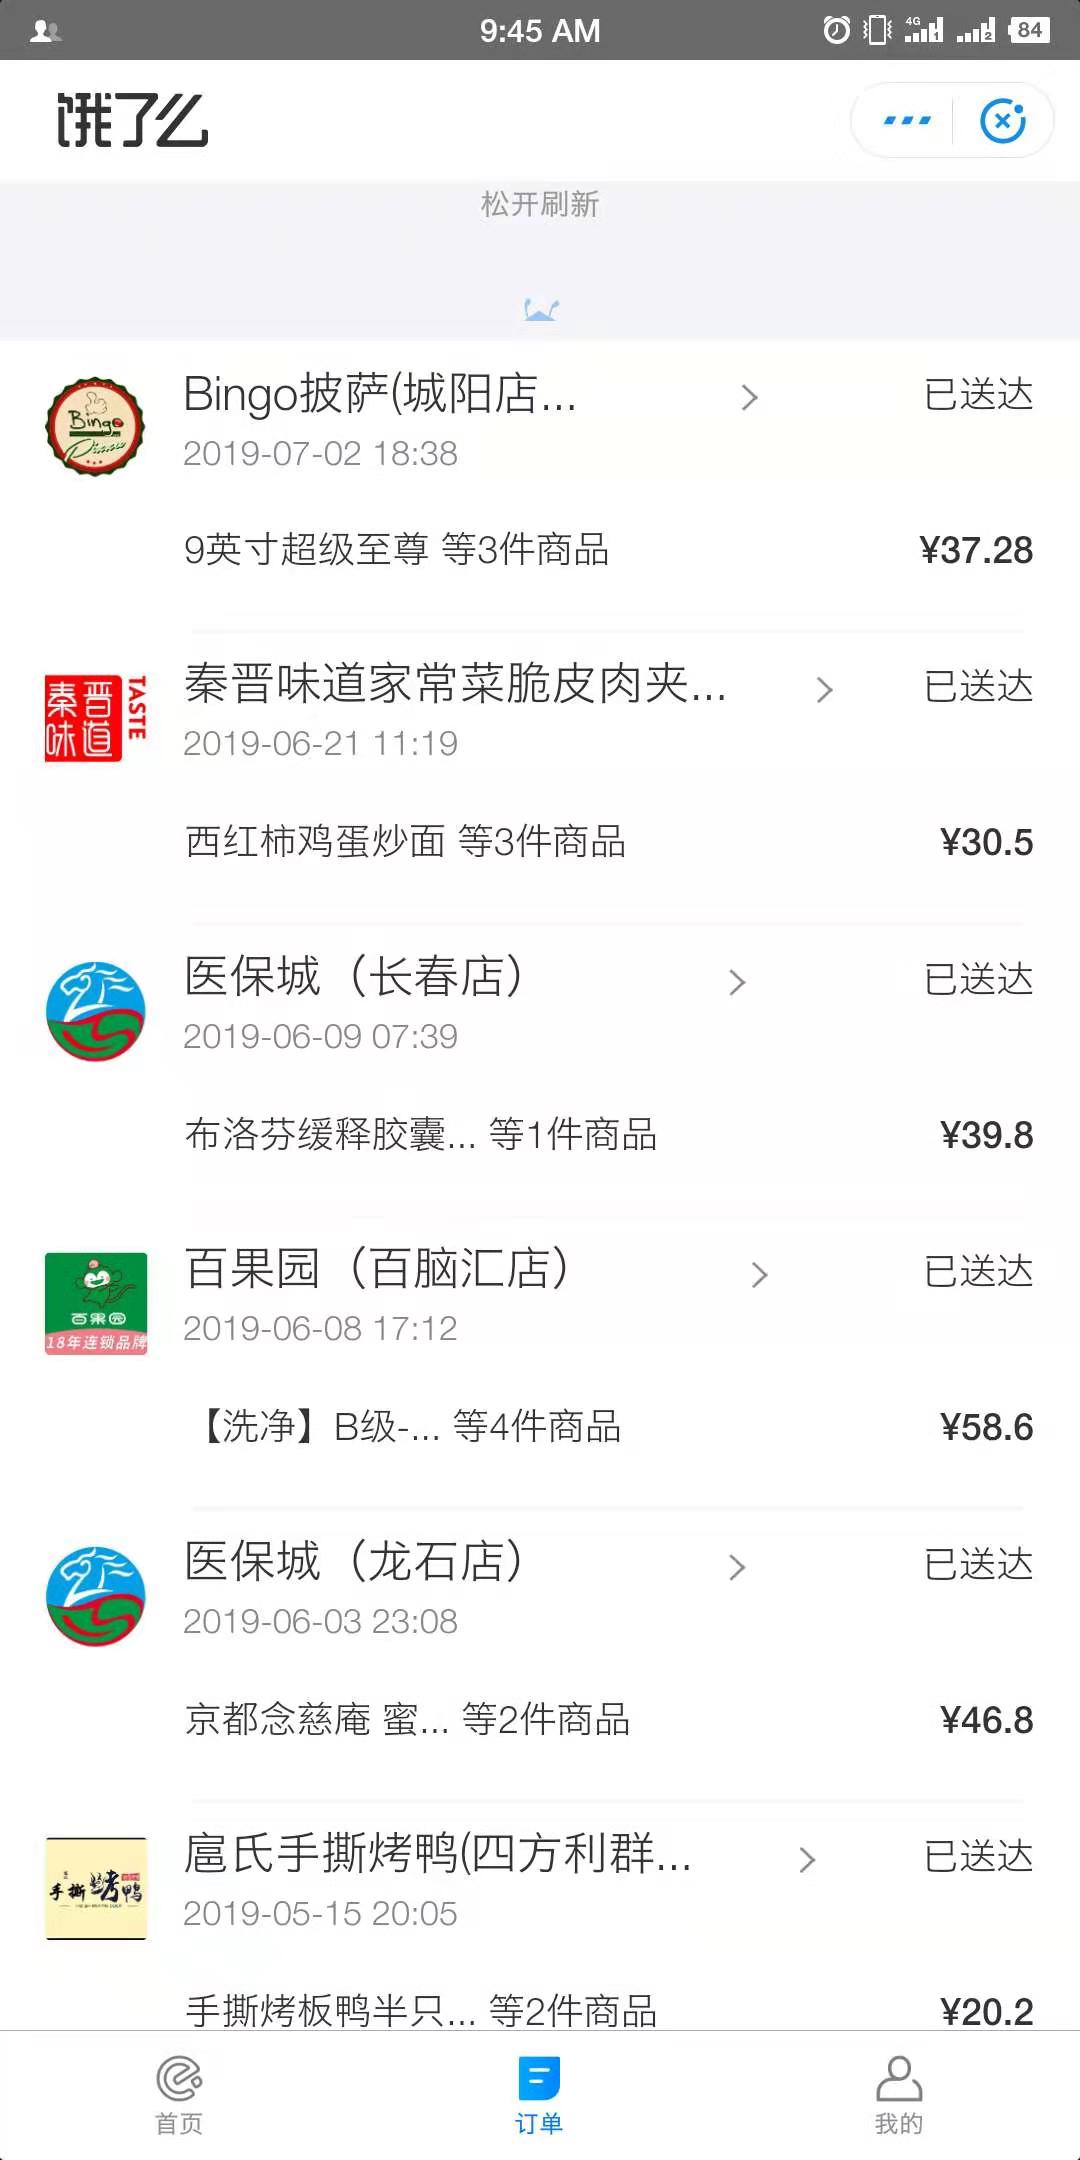 9:45 AM
4G
1
2
84
饿了么
松开刷新
Bingo披萨(城阳店...
已送达
Bingo
2019-07-02 18:38
9英寸超级至尊 等3件商品
¥37.28
秦晋味道家常菜脆皮肉夹...
已送达
秦晋味道
TASTE
2019-06-21 11:19
西红柿鸡蛋炒面 等3件商品
¥30.5
医保城（长春店）
已送达
2019-06-09 07:39
布洛芬缓释胶囊... 等1件商品
¥39.8
百果园（百脑汇店）
已送达
百果园
18年连锁品牌
2019-06-08 17:12
【洗净】B级-... 等4件商品
¥58.6
医保城（龙石店）
已送达
2019-06-03 23:08
京都念慈庵 蜜... 等2件商品
¥46.8
扈氏手撕烤鸭(四方利群...
已送达
手撕烤鸭
2019-05-15 20:05
手撕烤板鸭半只... 等2件商品
¥20.2
首页
订单
我的